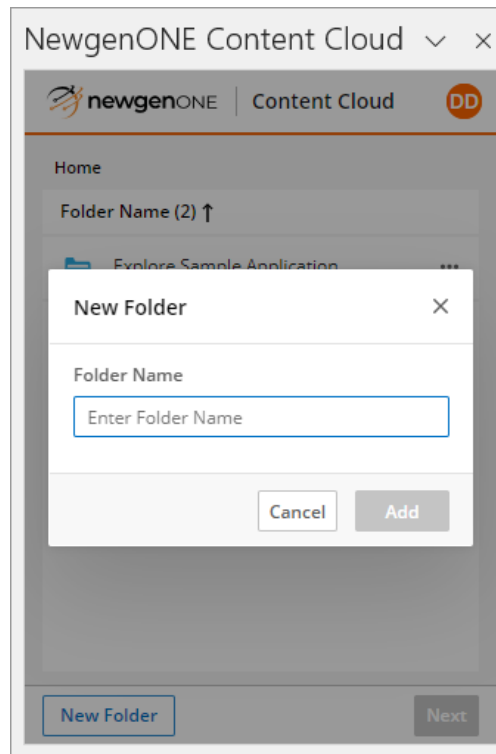 NewgenONE Content Cloud
newgenONE Content Cloud DD
Home
Folder Name (2) ↑
Explore Sample Application ...
New Folder
Folder Name
Enter Folder Name
Cancel Add
New Folder Next